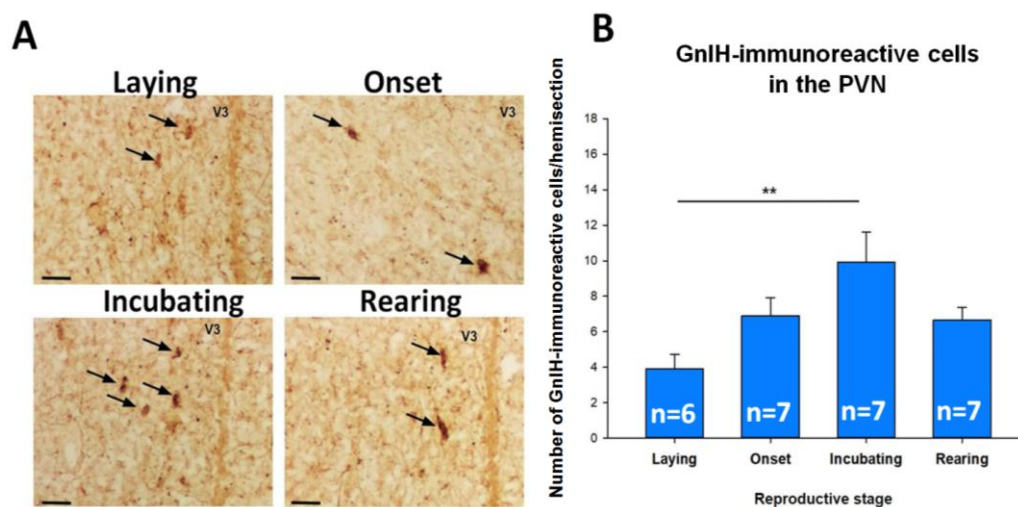 A
Laying
V3
Onset
Incubating
V3
Rearing
V3
B
GnIH-immunoreactive cells
in the PVN
Number of GnIH-immunoreactive cells/hemisection
18
16
14
12
10
8
6
4
2
0
**
n=6
n=7
n=7
n=7
Laying
Onset
Incubating
Rearing
Reproductive stage